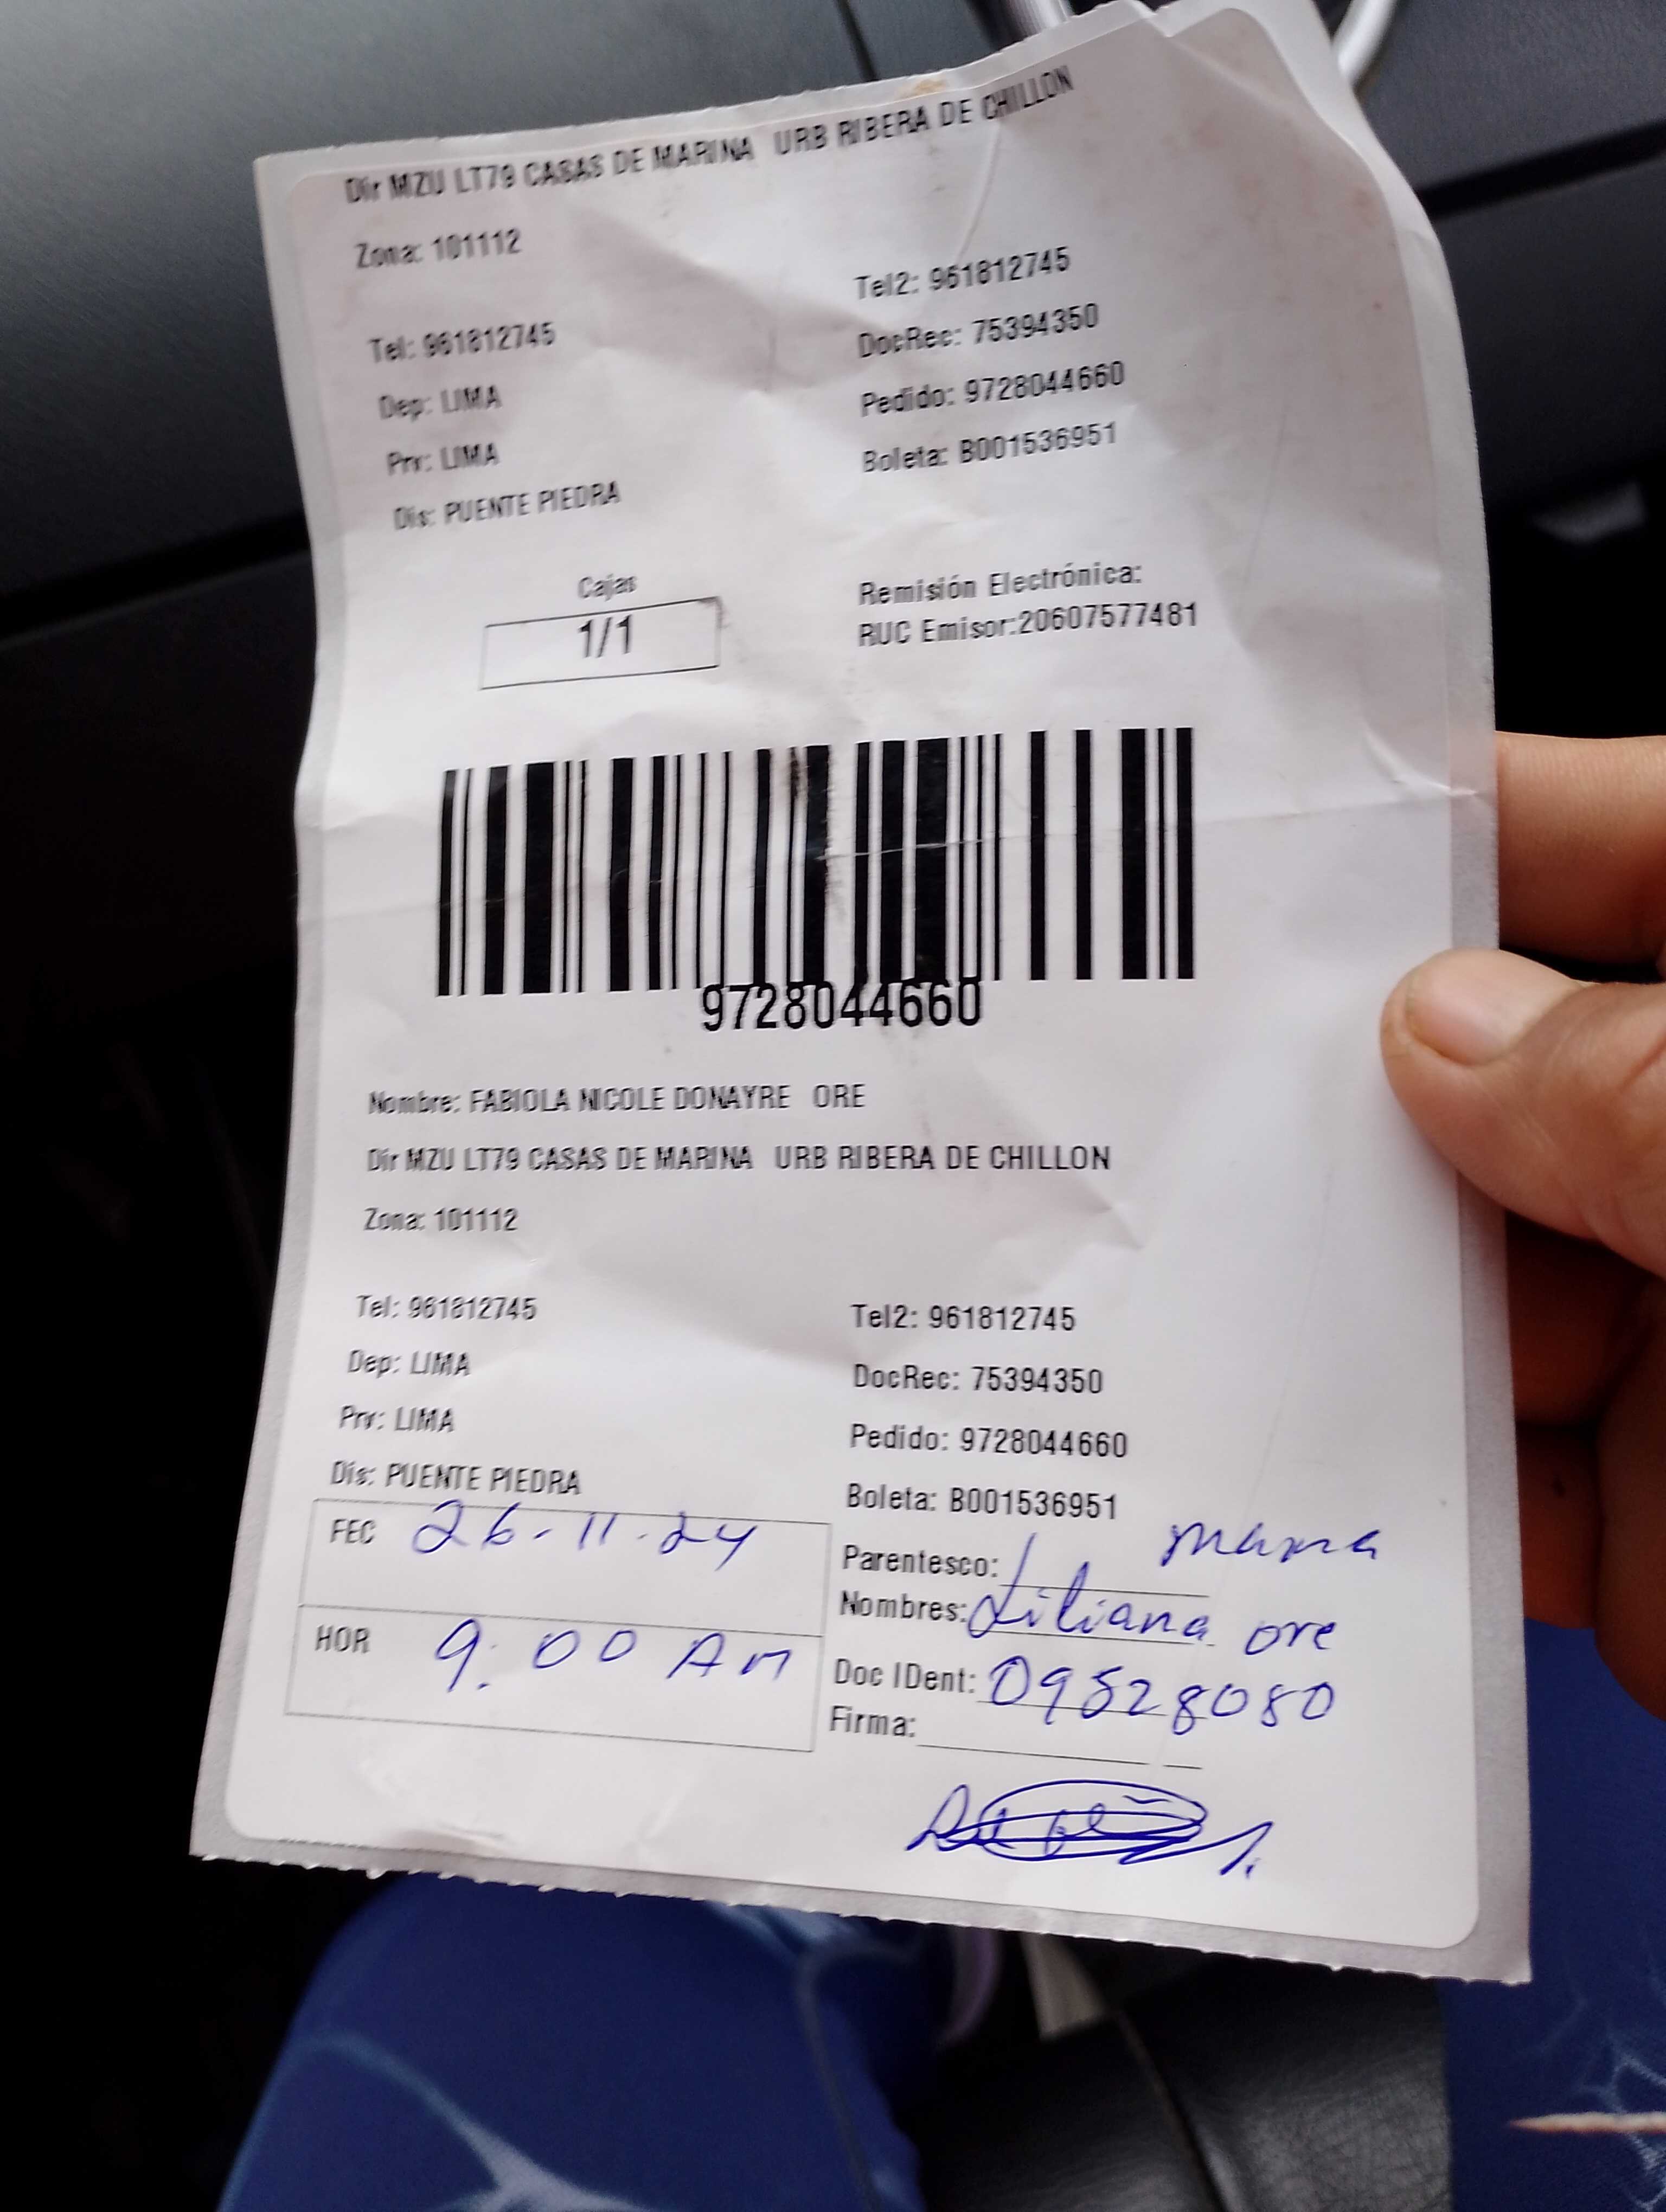 Dir MZU LT79 CASAS DE MARINA URB RIBERA DE CHILLON
Zona: 101112
Tel: 961812745 Tel2: 961812745
Dep: LIMA DocRec: 75394350
Prv: LIMA Pedido: 9728044660
Dis: PUENTE PIEDRA Boleta: B001536951
Cajas Remisión Electrónica:
1/1 RUC Emisor:20607577481
9728044660
Nombre: FABIOLA NICOLE DONAYRE ORE
Dir MZU LT79 CASAS DE MARINA URB RIBERA DE CHILLON
Zona: 101112
Tel: 961812745 Tel2: 961812745
Dep: LIMA DocRec: 75394350
Prv: LIMA Pedido: 9728044660
Dis: PUENTE PIEDRA Boleta: B001536951
FEC 26-11-24 Parentesco: mama
Nombres: Liliana ore
HOR 9:00 AM Doc IDent: 09528080
Firma: